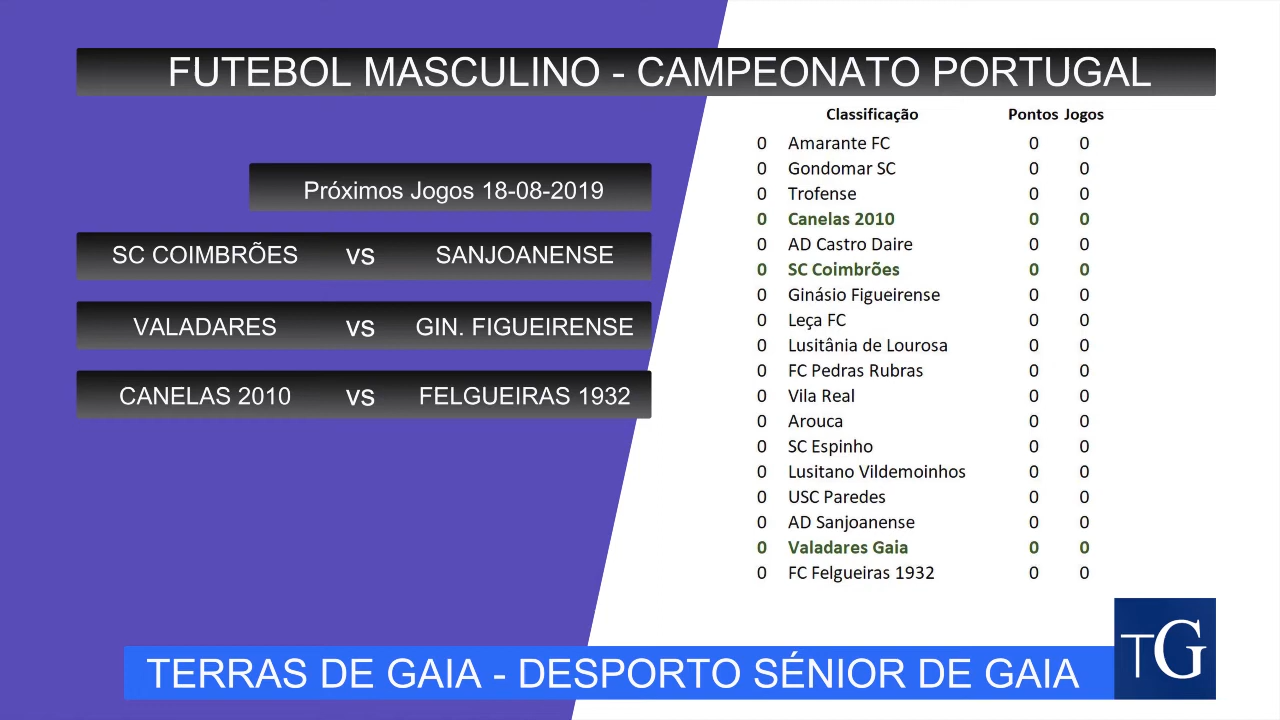 FUTEBOL MASCULINO - CAMPEONATO PORTUGAL
Próximos Jogos 18-08-2019
SC COIMBRÕES vs SANJOANENSE
VALADARES vs GIN. FIGUEIRENSE
CANELAS 2010 vs FELGUEIRAS 1932
Classificação Pontos Jogos
0 Amarante FC 0 0
0 Gondomar SC 0 0
0 Trofense 0 0
0 Canelas 2010 0 0
0 AD Castro Daire 0 0
0 SC Coimbrões 0 0
0 Ginásio Figueirense 0 0
0 Leça FC 0 0
0 Lusitânia de Lourosa 0 0
0 FC Pedras Rubras 0 0
0 Vila Real 0 0
0 Arouca 0 0
0 SC Espinho 0 0
0 Lusitano Vildemoinhos 0 0
0 USC Paredes 0 0
0 AD Sanjoanense 0 0
0 Valadares Gaia 0 0
0 FC Felgueiras 1932 0 0
TERRAS DE GAIA - DESPORTO SÉNIOR DE GAIA
TG